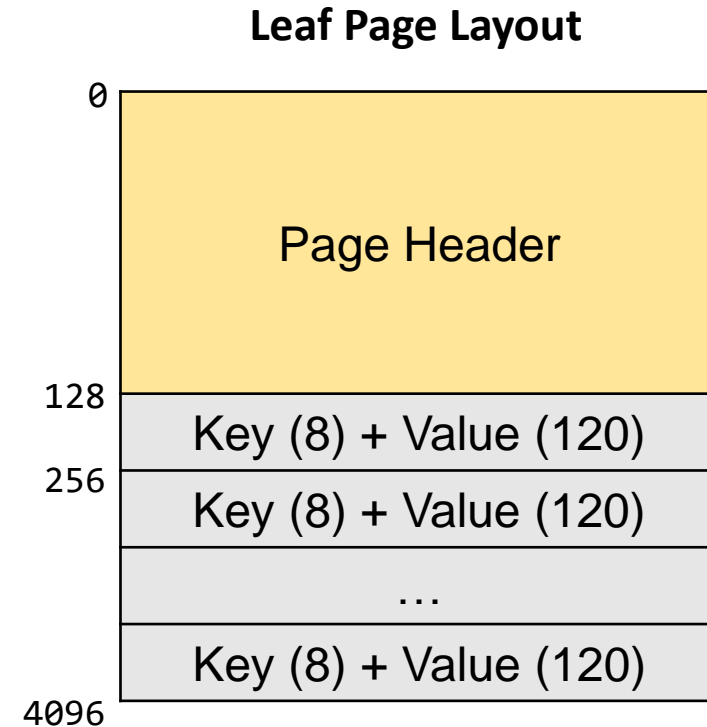 Leaf Page Layout
0
Page Header
128
Key (8) + Value (120)
256
Key (8) + Value (120)
…
Key (8) + Value (120)
4096